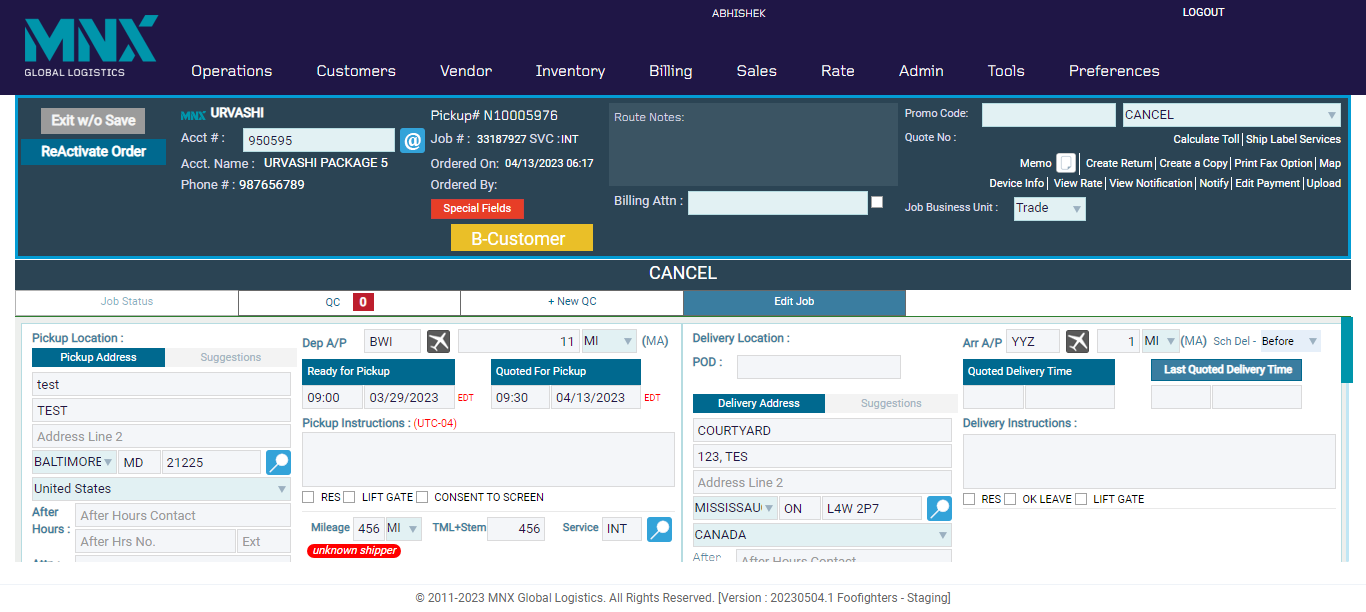 ABHISHEK
LOGOUT
MNX
GLOBAL LOGISTICS
Operations
Customers
Vendor
Inventory
Billing
Sales
Rate
Admin
Tools
Preferences
Exit w/o Save
ReActivate Order
MNX URVASHI
Acct # : 950595 @
Acct. Name : URVASHI PACKAGE 5
Phone # : 987656789
Pickup# N10005976
Job # : 33187927 SVC :INT
Ordered On: 04/13/2023 06:17
Ordered By:
Special Fields
B-Customer
Route Notes:
Billing Attn :
Promo Code:
CANCEL
Quote No :
Calculate Toll| Ship Label Services
Memo | Create Return| Create a Copy| Print Fax Option| Map
Device Info| View Rate| View Notification| Notify| Edit Payment| Upload
Job Business Unit : Trade
CANCEL
Job Status
QC 0
+ New QC
Edit Job
Pickup Location :
Pickup Address
Suggestions
test
TEST
Address Line 2
BALTIMORE MD 21225
United States
After Hours : After Hours Contact
After Hrs No. Ext
Dep A/P BWI 11 MI (MA)
Ready for Pickup
Quoted For Pickup
09:00 03/29/2023 EDT
09:30 04/13/2023 EDT
Pickup Instructions : (UTC-04)
RES LIFT GATE CONSENT TO SCREEN
Mileage 456 MI TML+Stem 456 Service INT
unknown shipper
Delivery Location :
POD :
Delivery Address
Suggestions
COURTYARD
123, TES
Address Line 2
MISSISSAU ON L4W 2P7
CANADA
After After Hours Contact
Arr A/P YYZ 1 MI (MA) Sch Del - Before
Quoted Delivery Time
Last Quoted Delivery Time
Delivery Instructions :
RES OK LEAVE LIFT GATE
© 2011-2023 MNX Global Logistics. All Rights Reserved. [Version : 20230504.1 Foofighters - Staging]